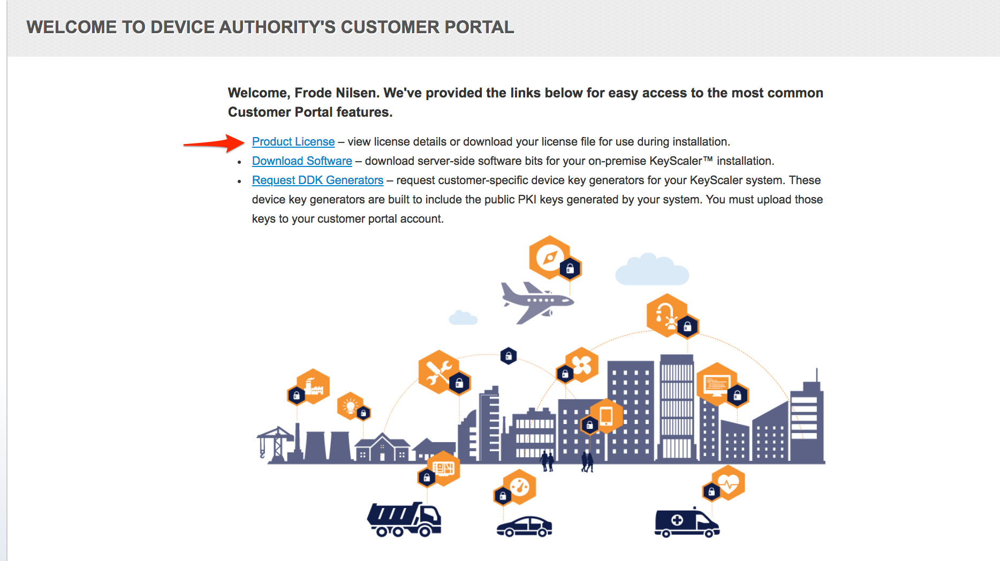 WELCOME TO DEVICE AUTHORITY'S CUSTOMER PORTAL
Welcome, Frode Nilsen. We've provided the links below for easy access to the most common
Customer Portal features.
Product License – view license details or download your license file for use during installation.
• Download Software – download server-side software bits for your on-premise KeyScaler™ installation.
• Request DDK Generators – request customer-specific device key generators for your KeyScaler system. These
device key generators are built to include the public PKI keys generated by your system. You must upload those
keys to your customer portal account.